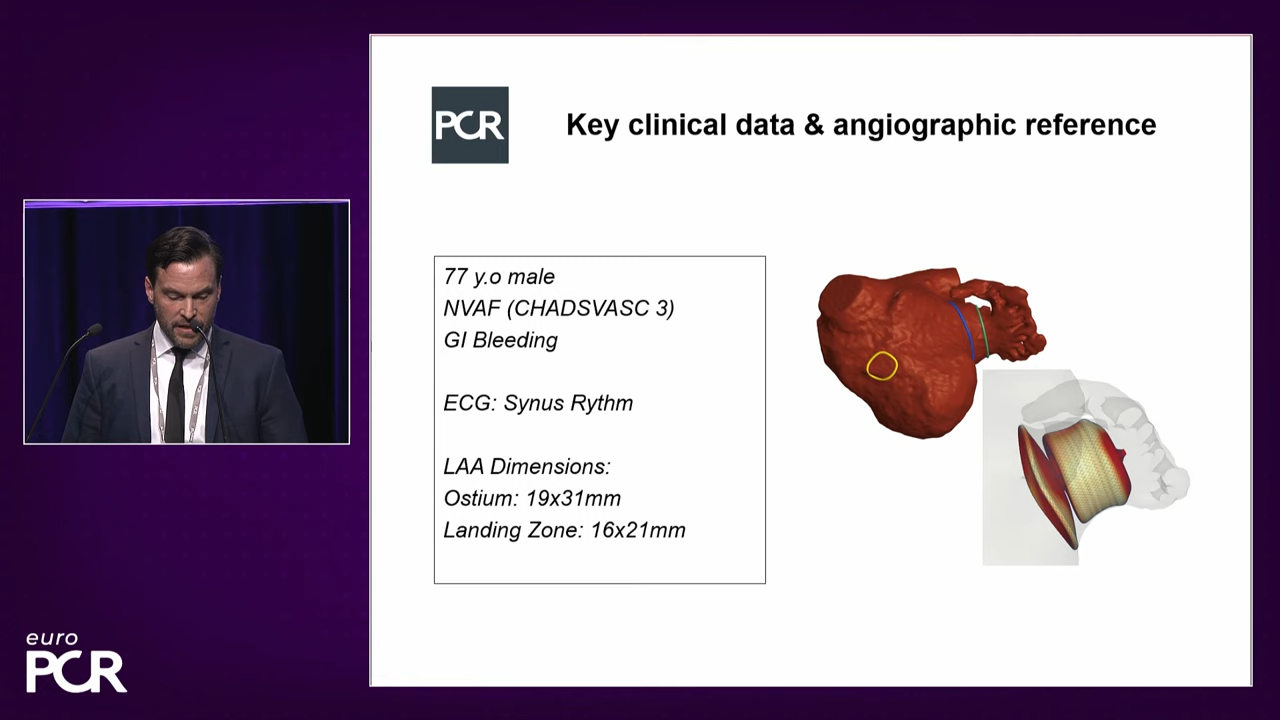 PCR
Key clinical data & angiographic reference
77 y.o male
NVAF (CHADSVASC 3)
GI Bleeding
ECG: Synus Rythm
LAA Dimensions:
Ostium: 19x31mm
Landing Zone: 16x21mm
euro
PCR